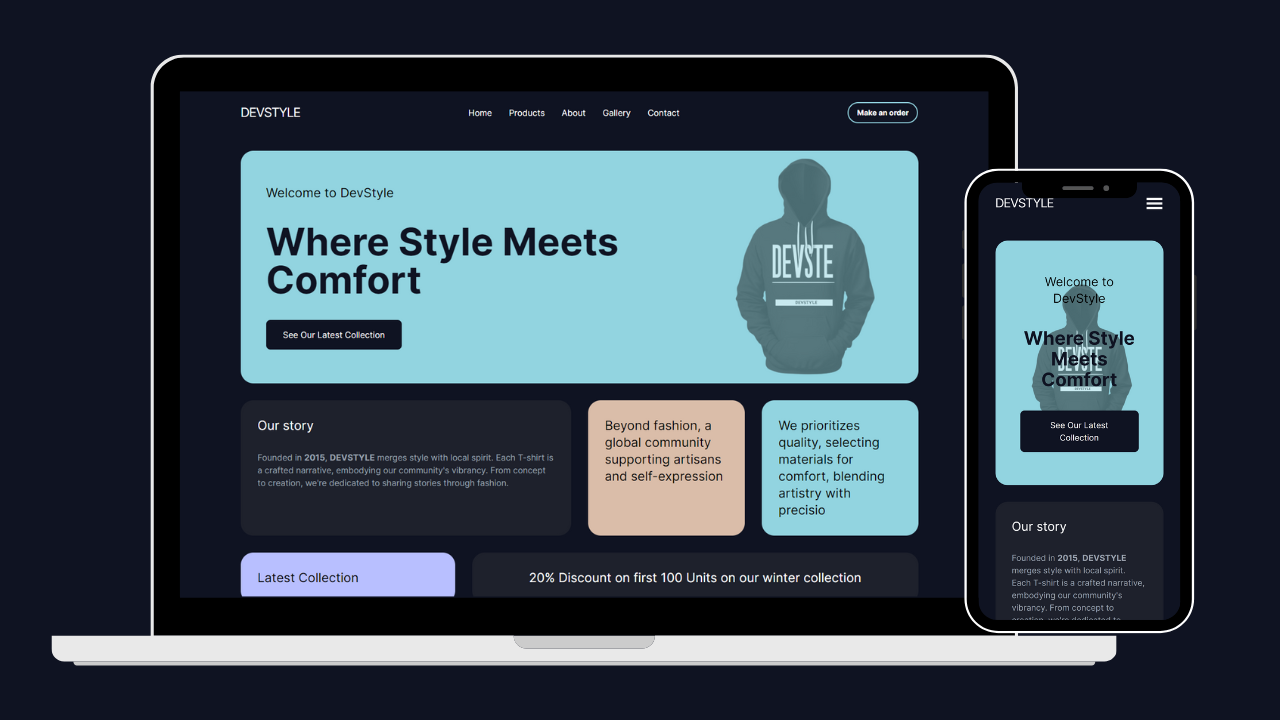 DEVSTYLE
Home Products About Gallery Contact
Make an order
Welcome to DevStyle
Where Style Meets
Comfort
See Our Latest Collection
DEVSTE
DEVSTYLE
Our story
Founded in 2015, DEVSTYLE merges style with local spirit. Each T-shirt is
a crafted narrative, embodying our community's vibrancy. From concept
to creation, we're dedicated to sharing stories through fashion.
Beyond fashion, a
global community
supporting artisans
and self-expression
We prioritizes
quality, selecting
materials for
comfort, blending
artistry with
precisio
Latest Collection
20% Discount on first 100 Units on our winter collection
DEVSTYLE
Welcome to
DevStyle
Where Style
Meets
Comfort
DEVSTE
See Our Latest
Collection
Our story
Founded in 2015, DEVSTYLE
merges style with local spirit.
Each T-shirt is a crafted narrative,
embodying our community's
vibrancy. From concept to
creation, we're dedicated to